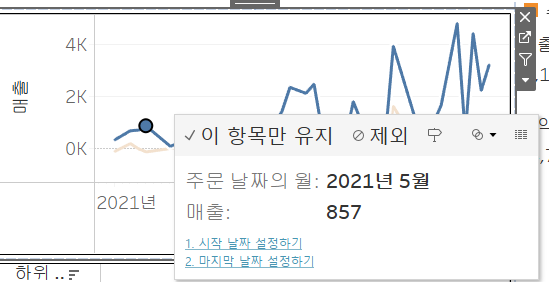 4K
2K
0K
매출
2021년
✓ 이 항목만 유지 제외
주문 날짜의 월: 2021년 5월
매출: 857
1. 시작 날짜 설정하기
2. 마지막 날짜 설정하기
하위 ..